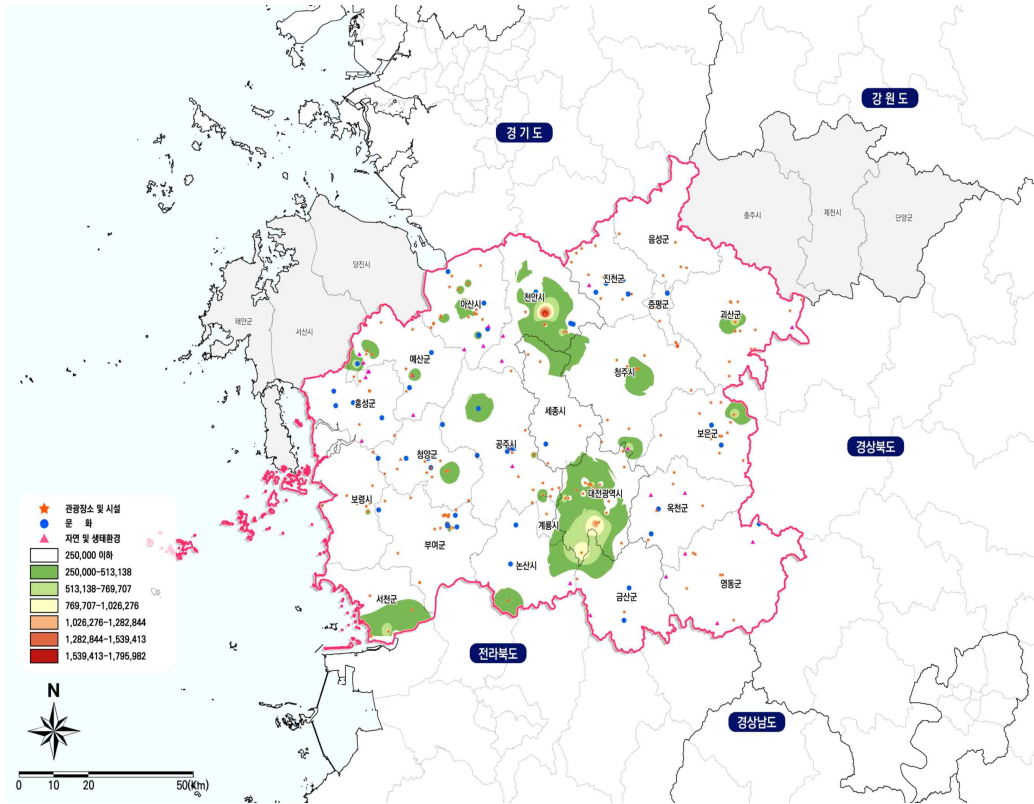 강원도
경기도
충주시
제천시
단양군
음성군
당진시
진천군
천안시
아산시
증평군
태안군
괴산군
서산시
예산군
청주시
홍성군
세종시
보은군
공주시
경상북도
청양군
보령시
대전광역시
옥천군
계룡시
부여군
논산시
영동군
금산군
서천군
전라북도
경상남도
관광장소 및 시설
문 화
자연 및 생태환경
250,000 이하
250,000-513,138
513,138-769,707
769,707-1,026,276
1,026,276-1,282,844
1,282,844-1,539,413
1,539,413-1,795,982
N
0 10 20 50(Km)